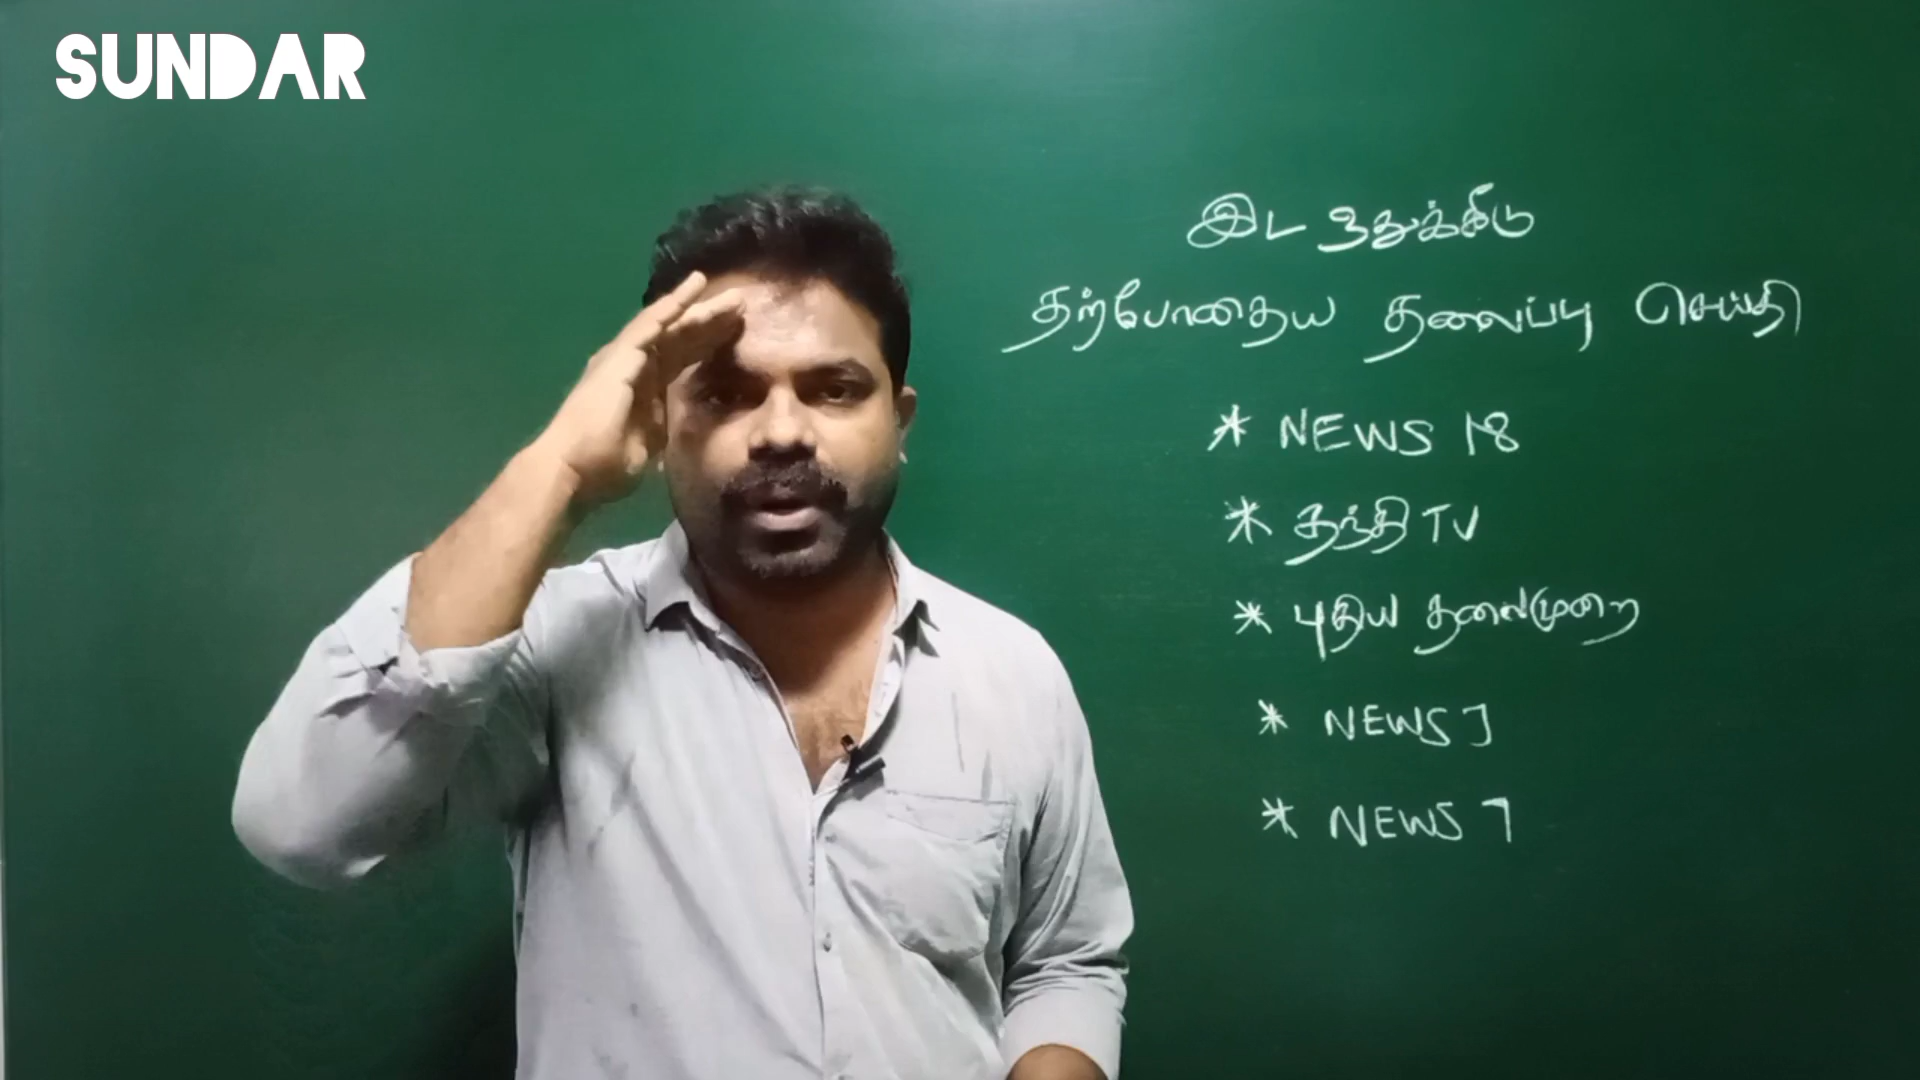 SUNDAR
இட ஒதுக்கீடு
தற்போதைய தலைப்பு செய்தி
* NEWS 18
* தந்தி TV
* புதிய தலைமுறை
* NEWS J
* NEWS 7